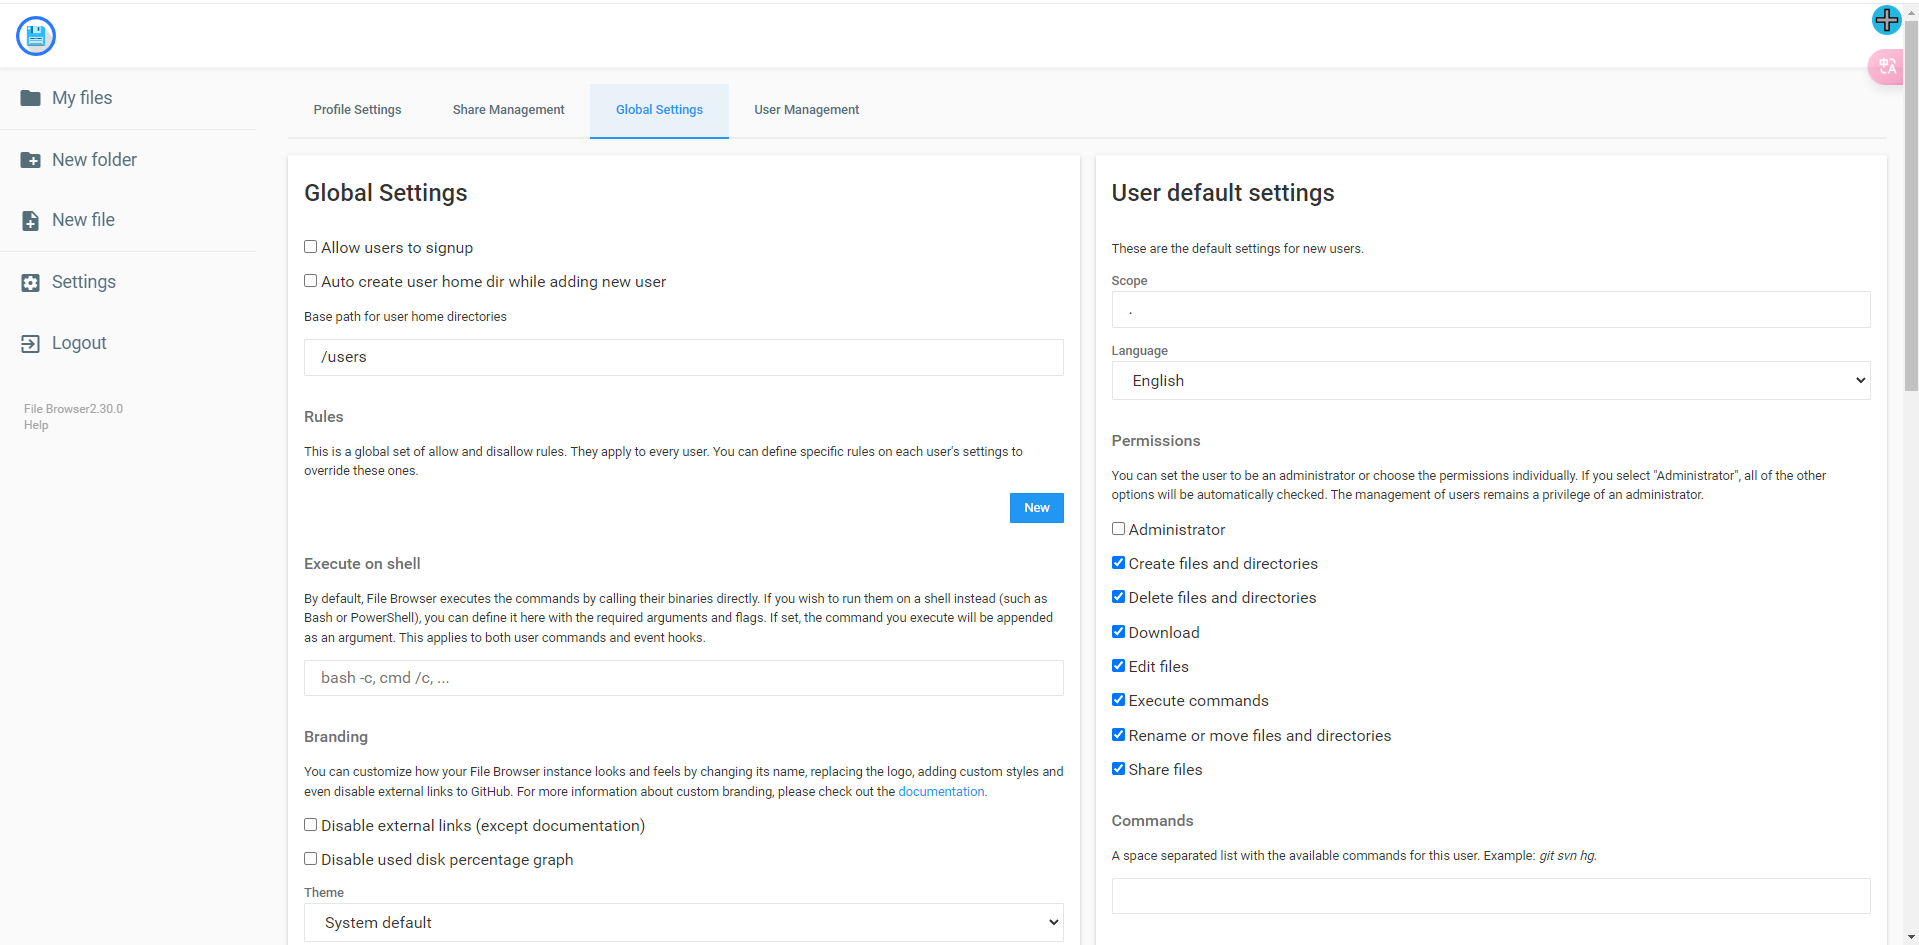 My files
New folder
New file
Settings
Logout
File Browser2.30.0
Help
中A
Profile Settings
Share Management
Global Settings
User Management
Global Settings
Allow users to signup
Auto create user home dir while adding new user
Base path for user home directories
/users
Rules
This is a global set of allow and disallow rules. They apply to every user. You can define specific rules on each user's settings to
override these ones.
New
Execute on shell
By default, File Browser executes the commands by calling their binaries directly. If you wish to run them on a shell instead (such as
Bash or PowerShell), you can define it here with the required arguments and flags. If set, the command you execute will be appended
as an argument. This applies to both user commands and event hooks.
bash -c, cmd /c, ...
Branding
You can customize how your File Browser instance looks and feels by changing its name, replacing the logo, adding custom styles and
even disable external links to GitHub. For more information about custom branding, please check out the documentation.
Disable external links (except documentation)
Disable used disk percentage graph
Theme
System default
User default settings
These are the default settings for new users.
Scope
.
Language
English
Permissions
You can set the user to be an administrator or choose the permissions individually. If you select "Administrator", all of the other
options will be automatically checked. The management of users remains a privilege of an administrator.
Administrator
Create files and directories
Delete files and directories
Download
Edit files
Execute commands
Rename or move files and directories
Share files
Commands
A space separated list with the available commands for this user. Example: git svn hg.